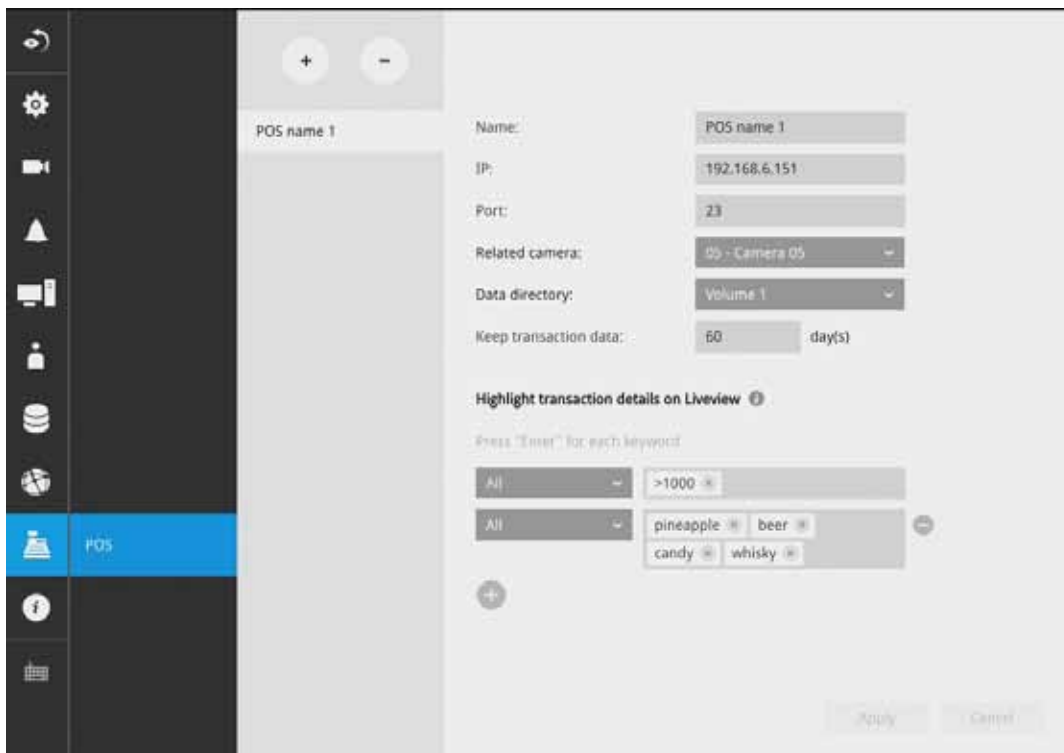 POS name 1
Name: POS name 1
IP: 192.168.6.151
Port: 23
Related camera: 05 - Camera 05
Data directory: Volume 1
Keep transaction data: 60 day(s)
Highlight transaction details on Liveview
Press "Enter" for each keyword
All >1000
All pineapple beer
candy whisky
POS
Apply Cancel